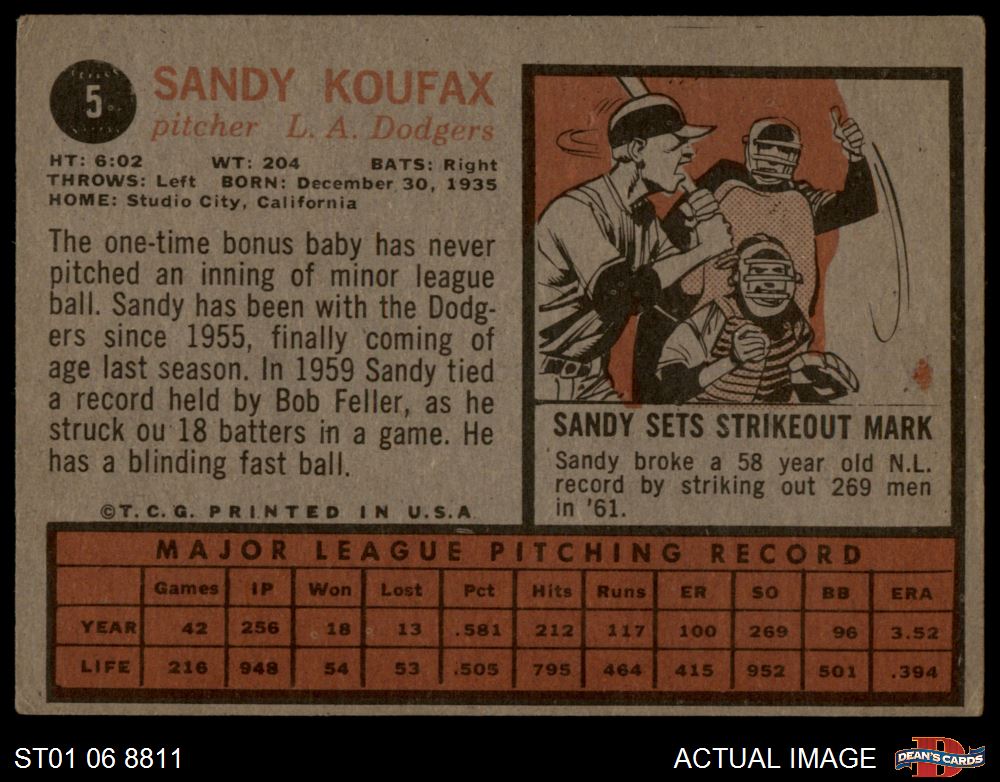 5
SANDY KOUFAX
pitcher L. A. Dodgers
HT: 6:02 WT: 204 BATS: Right
THROWS: Left BORN: December 30, 1935
HOME: Studio City, California
The one-time bonus baby has never
pitched an inning of minor league
ball. Sandy has been with the Dodg-
ers since 1955, finally coming of
age last season. In 1959 Sandy tied
a record held by Bob Feller, as he
struck ou 18 batters in a game. He
has a blinding fast ball.
©T.C.G. PRINTED IN U.S.A
SANDY SETS STRIKEOUT MARK
Sandy broke a 58 year old N.L.
record by striking out 269 men
in '61.
MAJOR LEAGUE PITCHING RECORD
Games IP Won Lost Pct Hits Runs ER SO BB ERA
YEAR 42 256 18 13 .581 212 117 100 269 96 3.52
LIFE 216 948 54 53 .505 795 464 415 952 501 .394
ST01 06 8811
ACTUAL IMAGE
D
DEAN'S CARDS